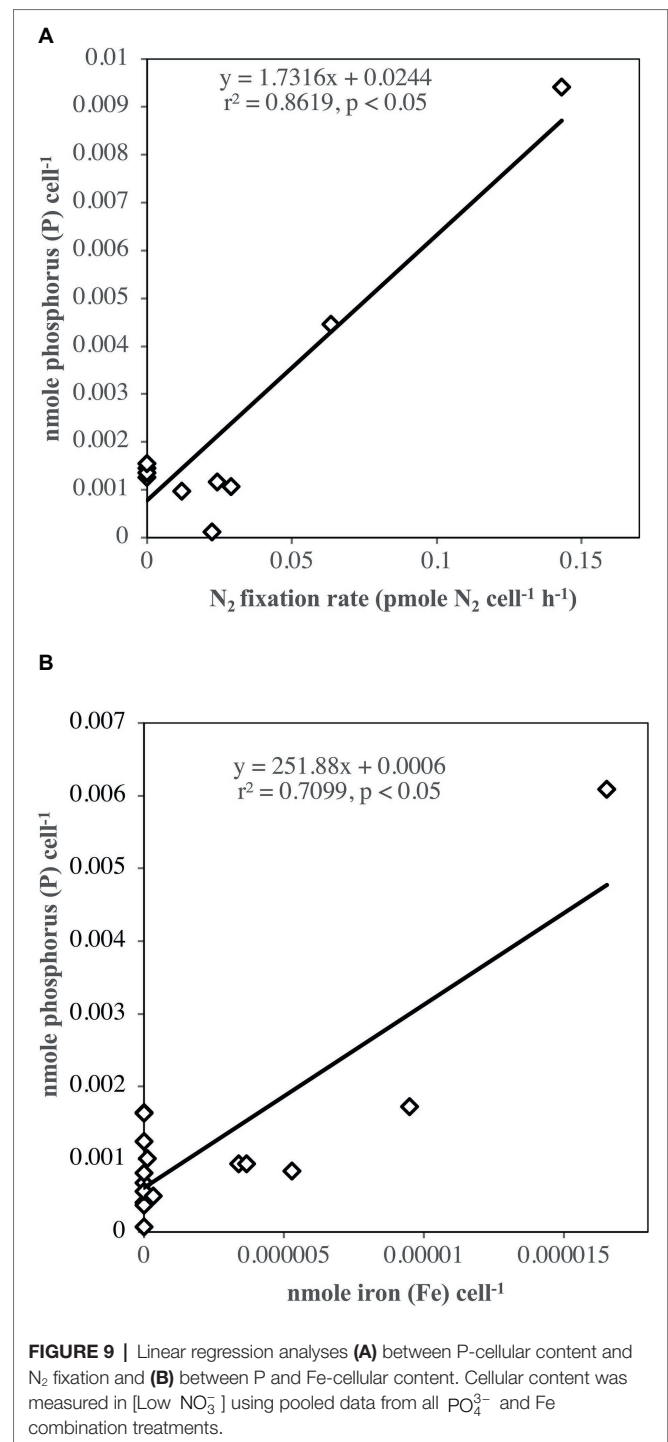 A
0.01
y = 1.7316x + 0.0244
r² = 0.8619, p < 0.05
0.009
0.008
0.007
0.006
0.005
0.004
0.003
0.002
0.001
0
nmole phosphorus (P) cell⁻¹
0 0.05 0.1 0.15
N₂ fixation rate (pmole N₂ cell⁻¹ h⁻¹)
B
0.007
y = 251.88x + 0.0006
r² = 0.7099, p < 0.05
0.006
0.005
0.004
0.003
0.002
0.001
0
nmole phosphorus (P) cell⁻¹
0 0.000005 0.00001 0.000015
nmole iron (Fe) cell⁻¹
FIGURE 9 | Linear regression analyses (A) between P-cellular content and
N₂ fixation and (B) between P and Fe-cellular content. Cellular content was
measured in [Low NO₃⁻ ] using pooled data from all PO₄³⁻ and Fe
combination treatments.